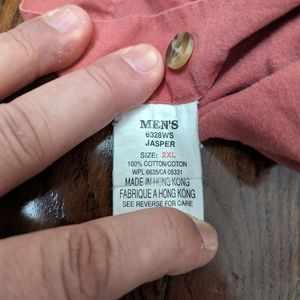 MEN'S
6328WS
JASPER
SIZE: 2XL
100% COTTON/COTON
WPL 6635/CA 05331
MADE IN HONG KONG
FABRIQUE A HONG KONG
SEE REVERSE FOR CARE